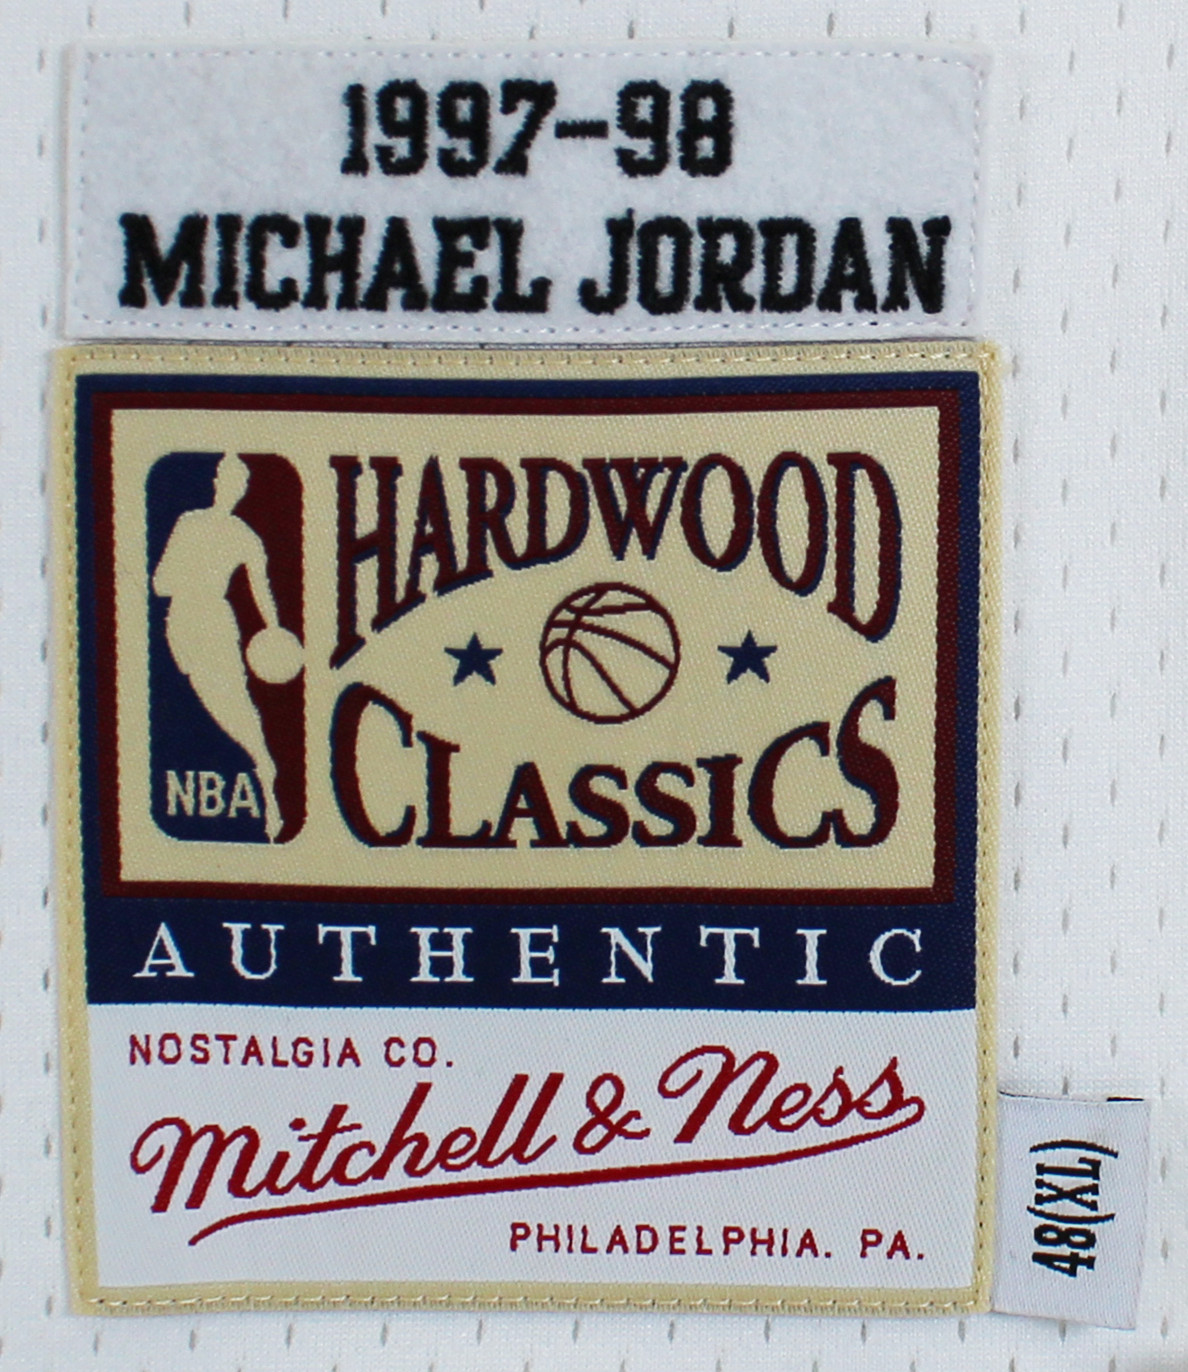 1997-98
MICHAEL JORDAN
HARDWOOD
CLASSICS
NBA
AUTHENTIC
NOSTALGIA CO.
Mitchell & Ness
PHILADELPHIA. PA.
48(XL)